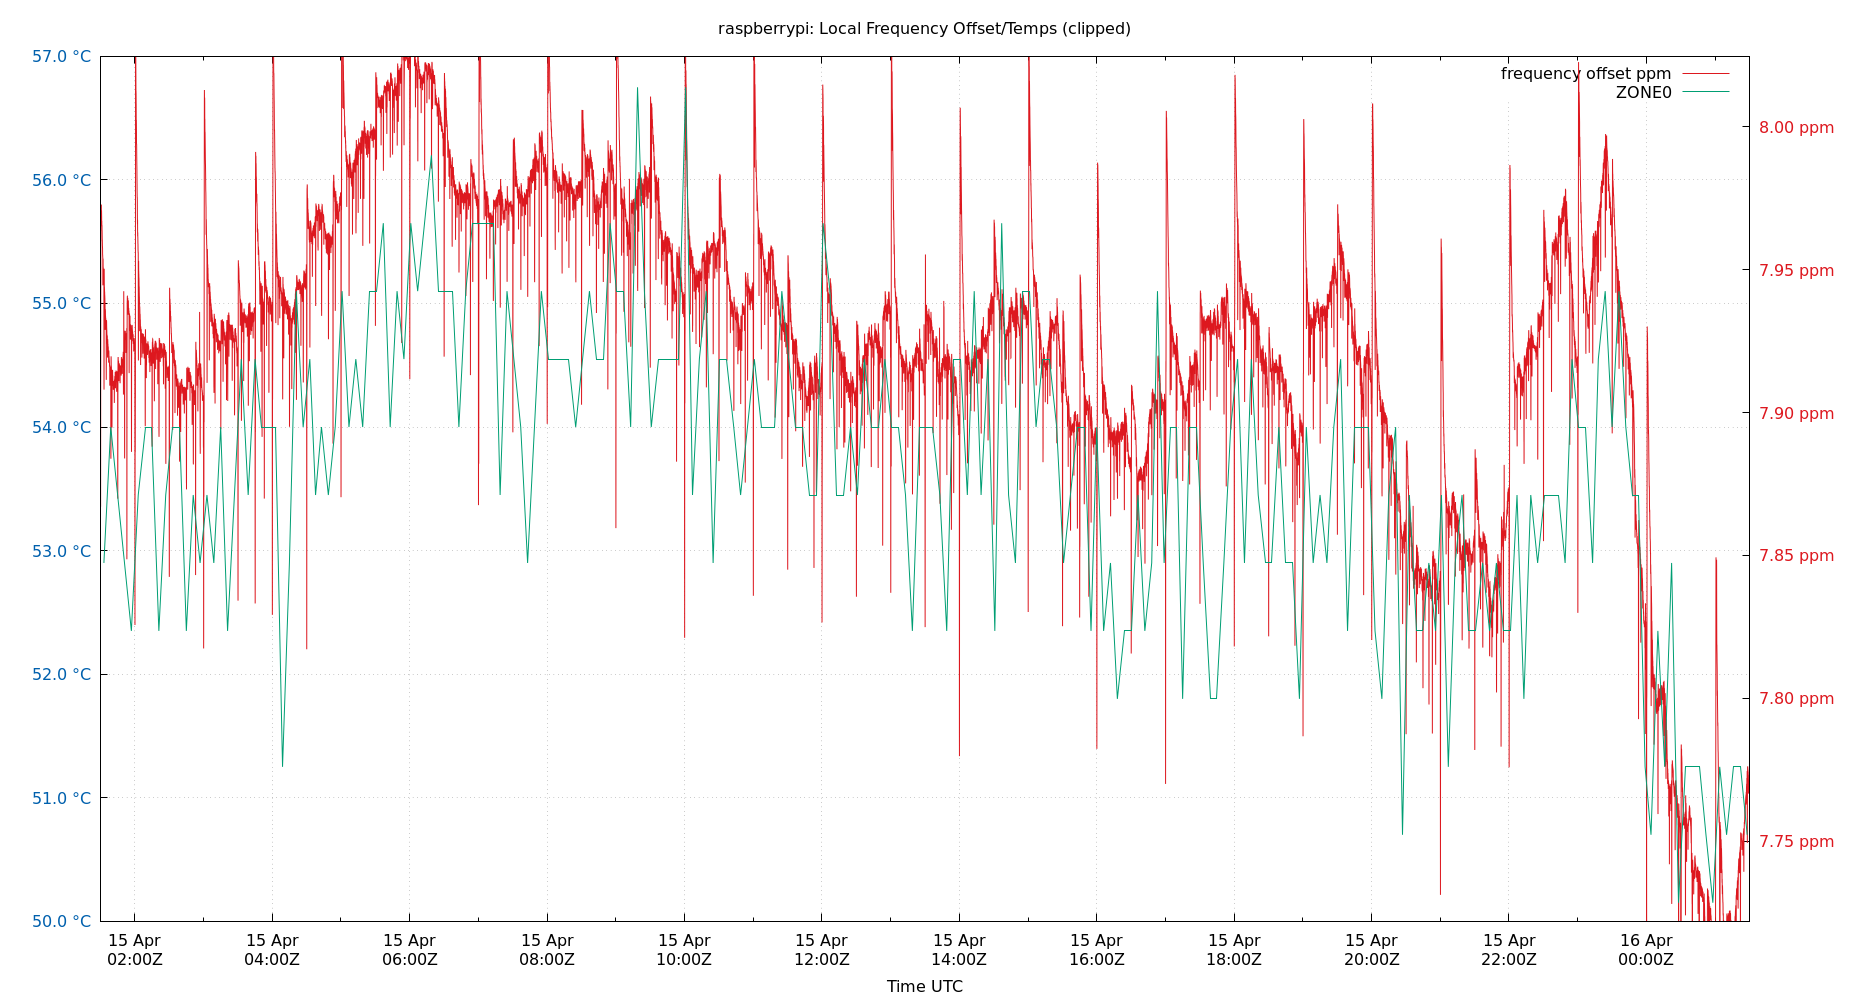 raspberrypi: Local Frequency Offset/Temps (clipped)
57.0 °C
56.0 °C
55.0 °C
54.0 °C
53.0 °C
52.0 °C
51.0 °C
50.0 °C
frequency offset ppm
ZONE0
8.00 ppm
7.95 ppm
7.90 ppm
7.85 ppm
7.80 ppm
7.75 ppm
15 Apr 15 Apr 15 Apr 15 Apr 15 Apr 15 Apr 15 Apr 15 Apr 15 Apr 15 Apr 15 Apr 16 Apr
02:00Z 04:00Z 06:00Z 08:00Z 10:00Z 12:00Z 14:00Z 16:00Z 18:00Z 20:00Z 22:00Z 00:00Z
Time UTC